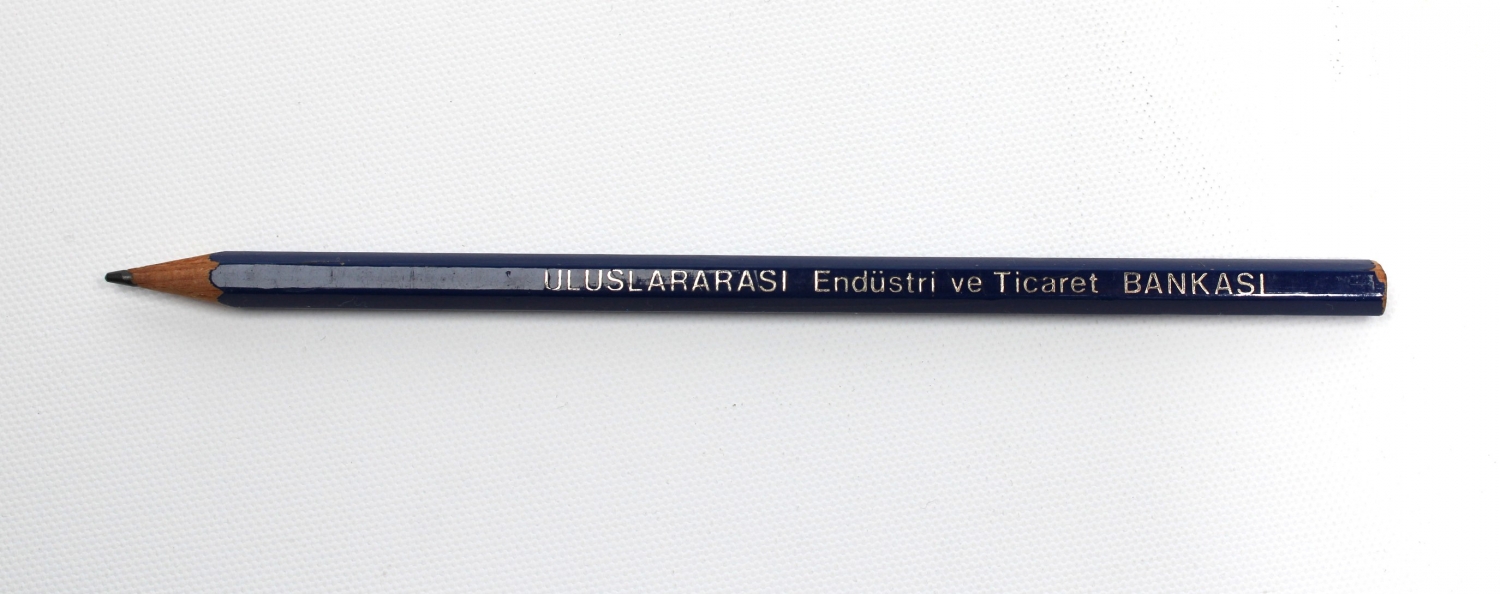 ULUSLARARASI Endüstri ve Ticaret BANKASI